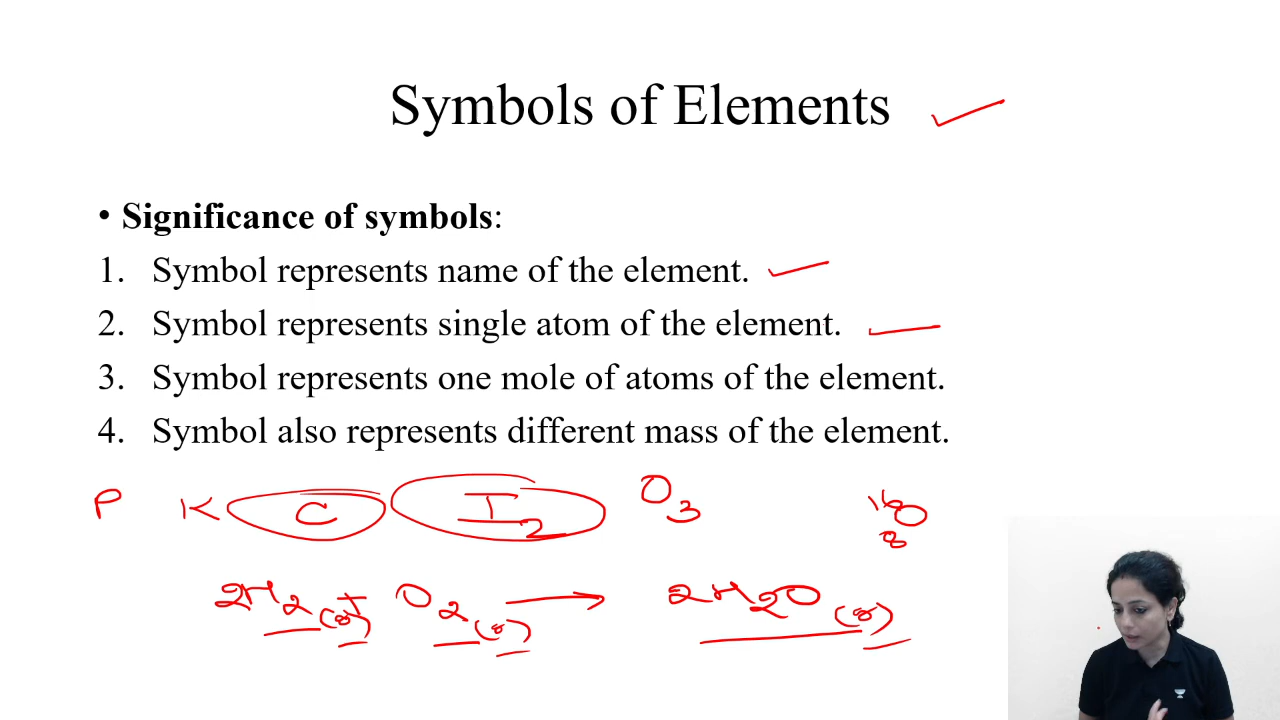 Symbols of Elements
• Significance of symbols:
1. Symbol represents name of the element.
2. Symbol represents single atom of the element.
3. Symbol represents one mole of atoms of the element.
4. Symbol also represents different mass of the element.
P K C I₂ O₃ ¹⁶₈O
2H₂(g) + O₂(g) → 2H₂O(g)